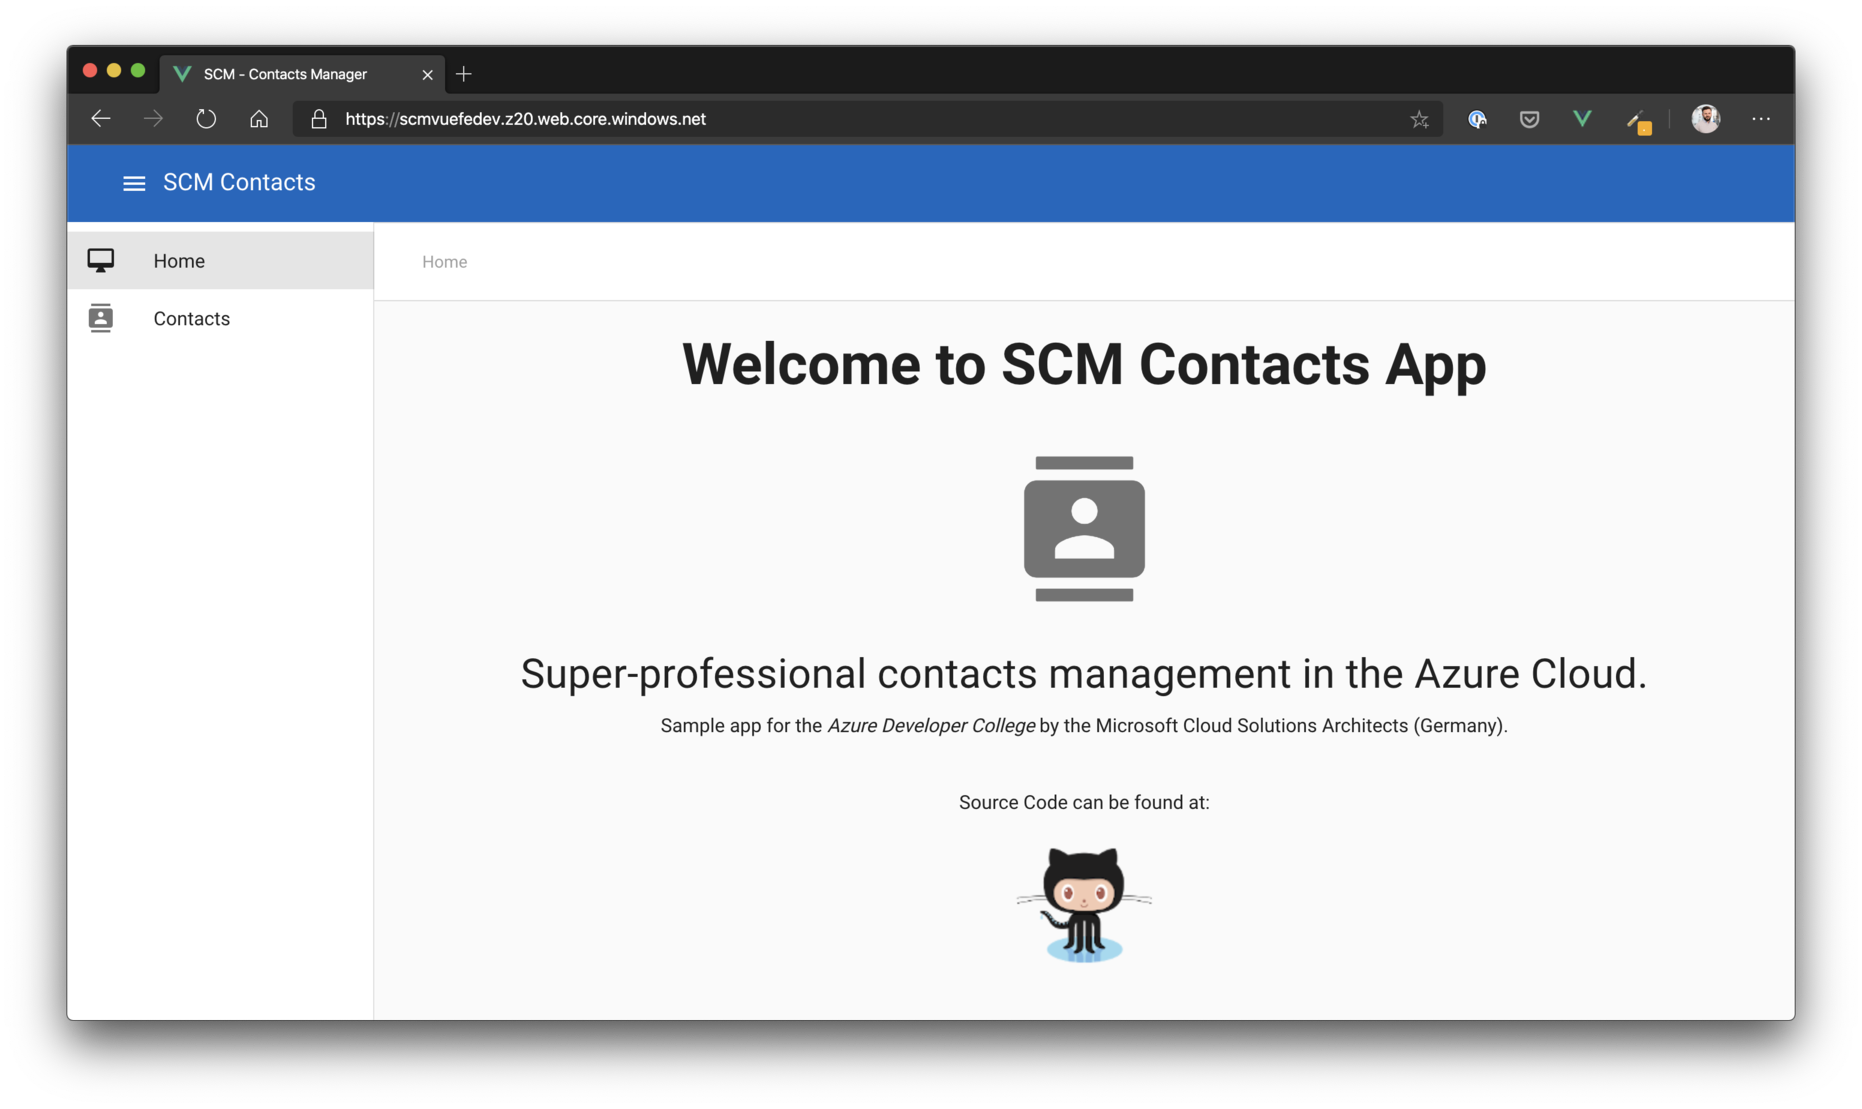 SCM - Contacts Manager
https://scmvuefedev.z20.web.core.windows.net
SCM Contacts
Home
Contacts
Home
Welcome to SCM Contacts App
Super-professional contacts management in the Azure Cloud.
Sample app for the Azure Developer College by the Microsoft Cloud Solutions Architects (Germany).
Source Code can be found at: